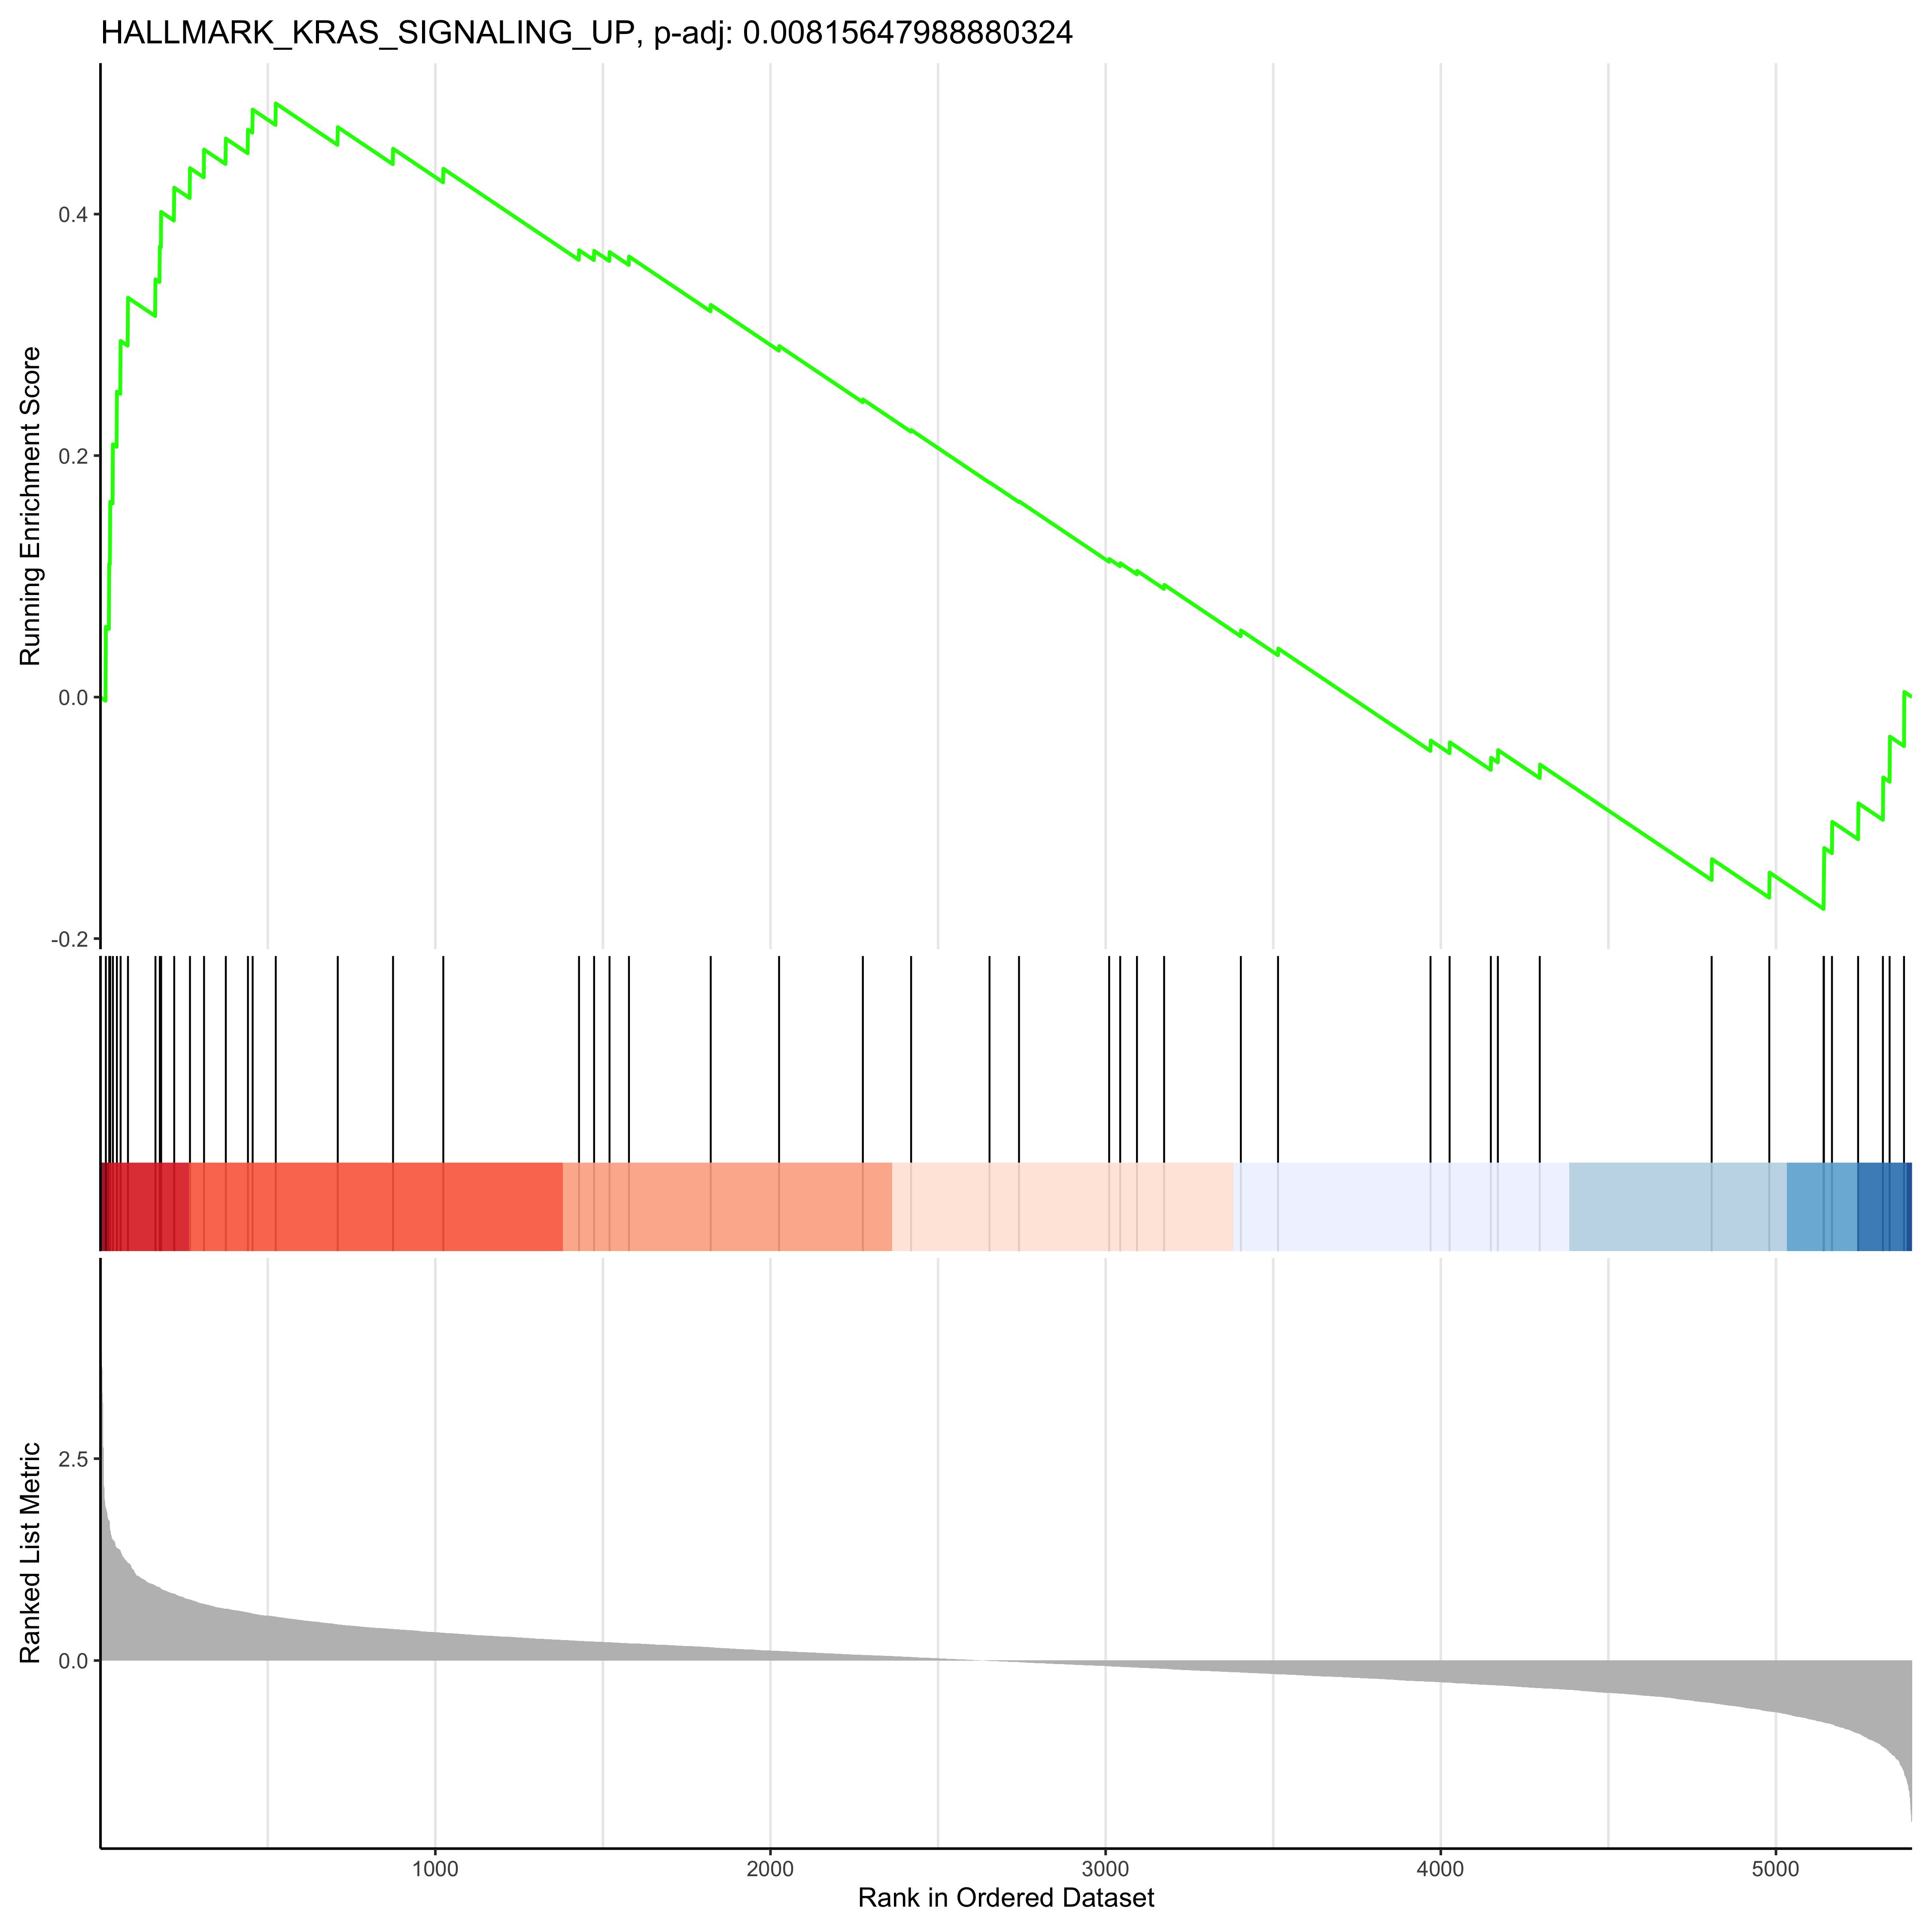 HALLMARK_KRAS_SIGNALING_UP, p-adj: 0.00815647988880324
Running Enrichment Score
0.4
0.2
0.0
-0.2
Ranked List Metric
2.5
0.0
1000 2000 3000 4000 5000
Rank in Ordered Dataset